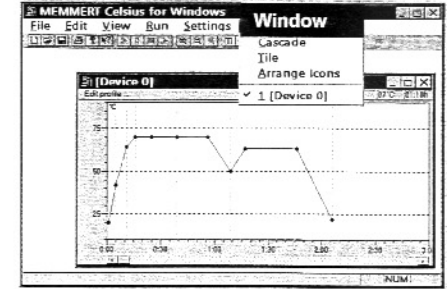 MEMMERT Celsius for Windows
File Edit View Run Settings Window
Cascade
Tile
Arrange Icons
✓ 1 [Device 0]
[Device 0]
Edit profile
°C
75
50
25
0:00 0:30 1:00 1:30 2:00 2:30
NUM